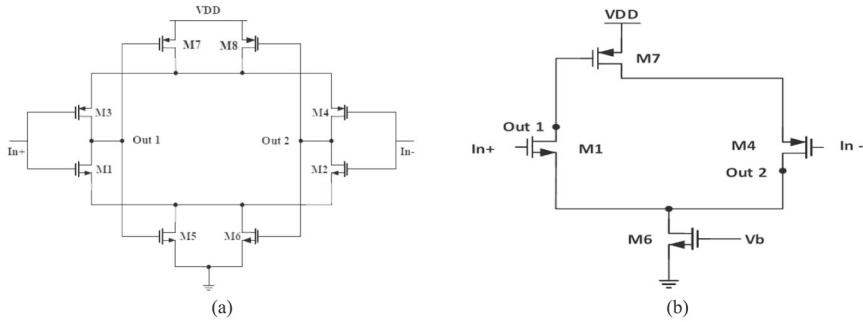 VDD
M7
M8
M3
M4
In+
Out 1
Out 2
In-
M1
M2
M5
M6
(a)
VDD
M7
Out 1
In+
M1
M4
In -
Out 2
M6
Vb
(b)